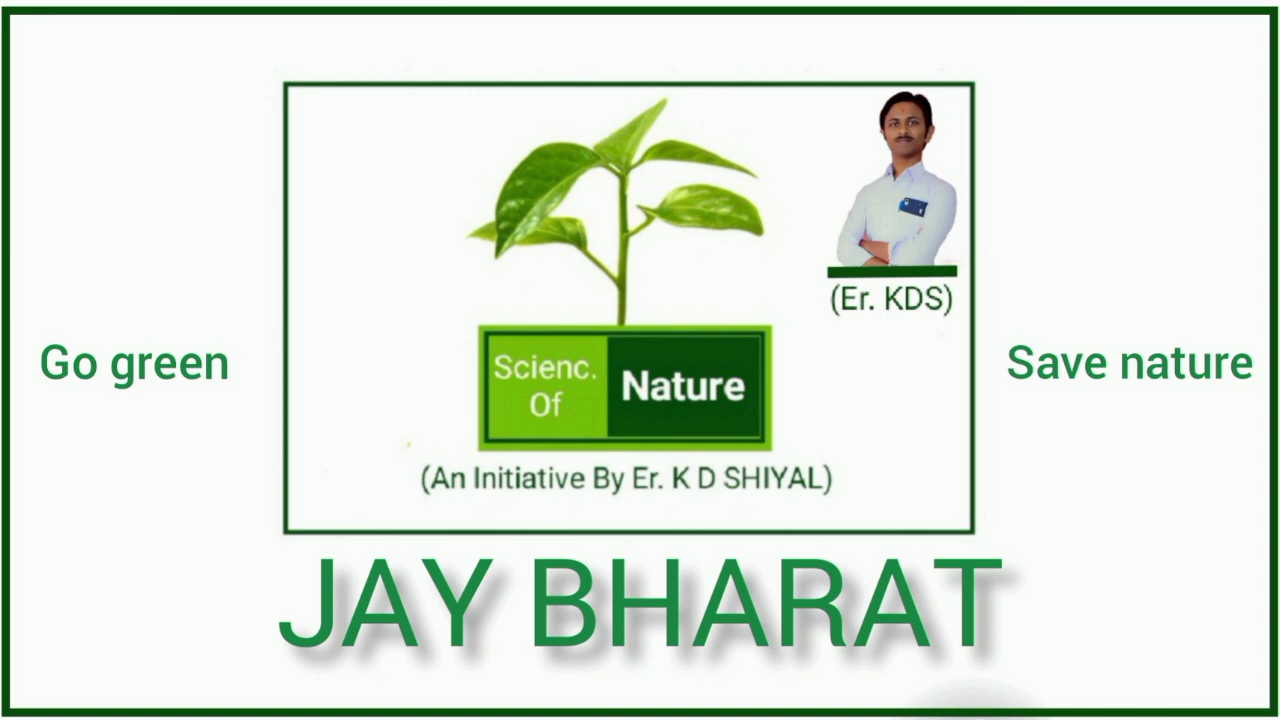 (Er. KDS)
Go green
Scienc.
Of
Nature
Save nature
(An Initiative By Er. K D SHIYAL)
JAY BHARAT